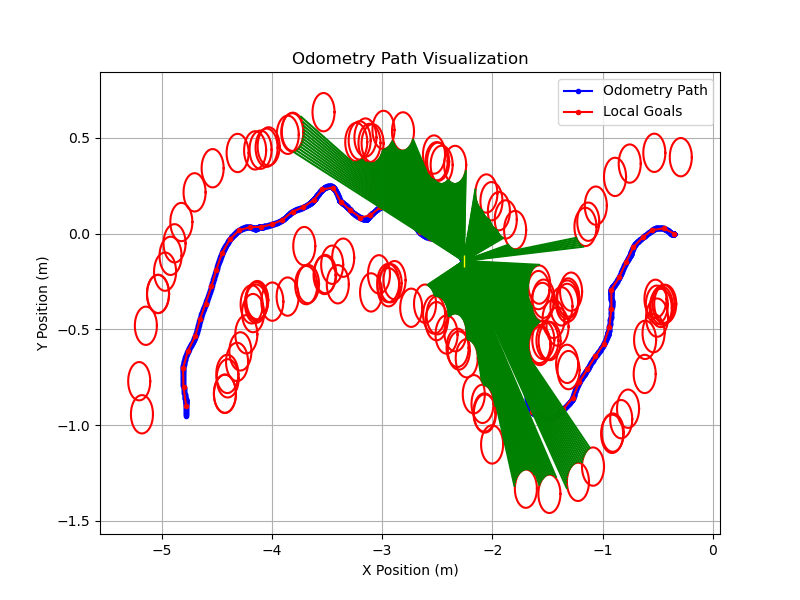 Odometry Path Visualization
Odometry Path
Local Goals
Y Position (m)
0.5
0.0
−0.5
−1.0
−1.5
−5
−4
−3
−2
−1
0
X Position (m)